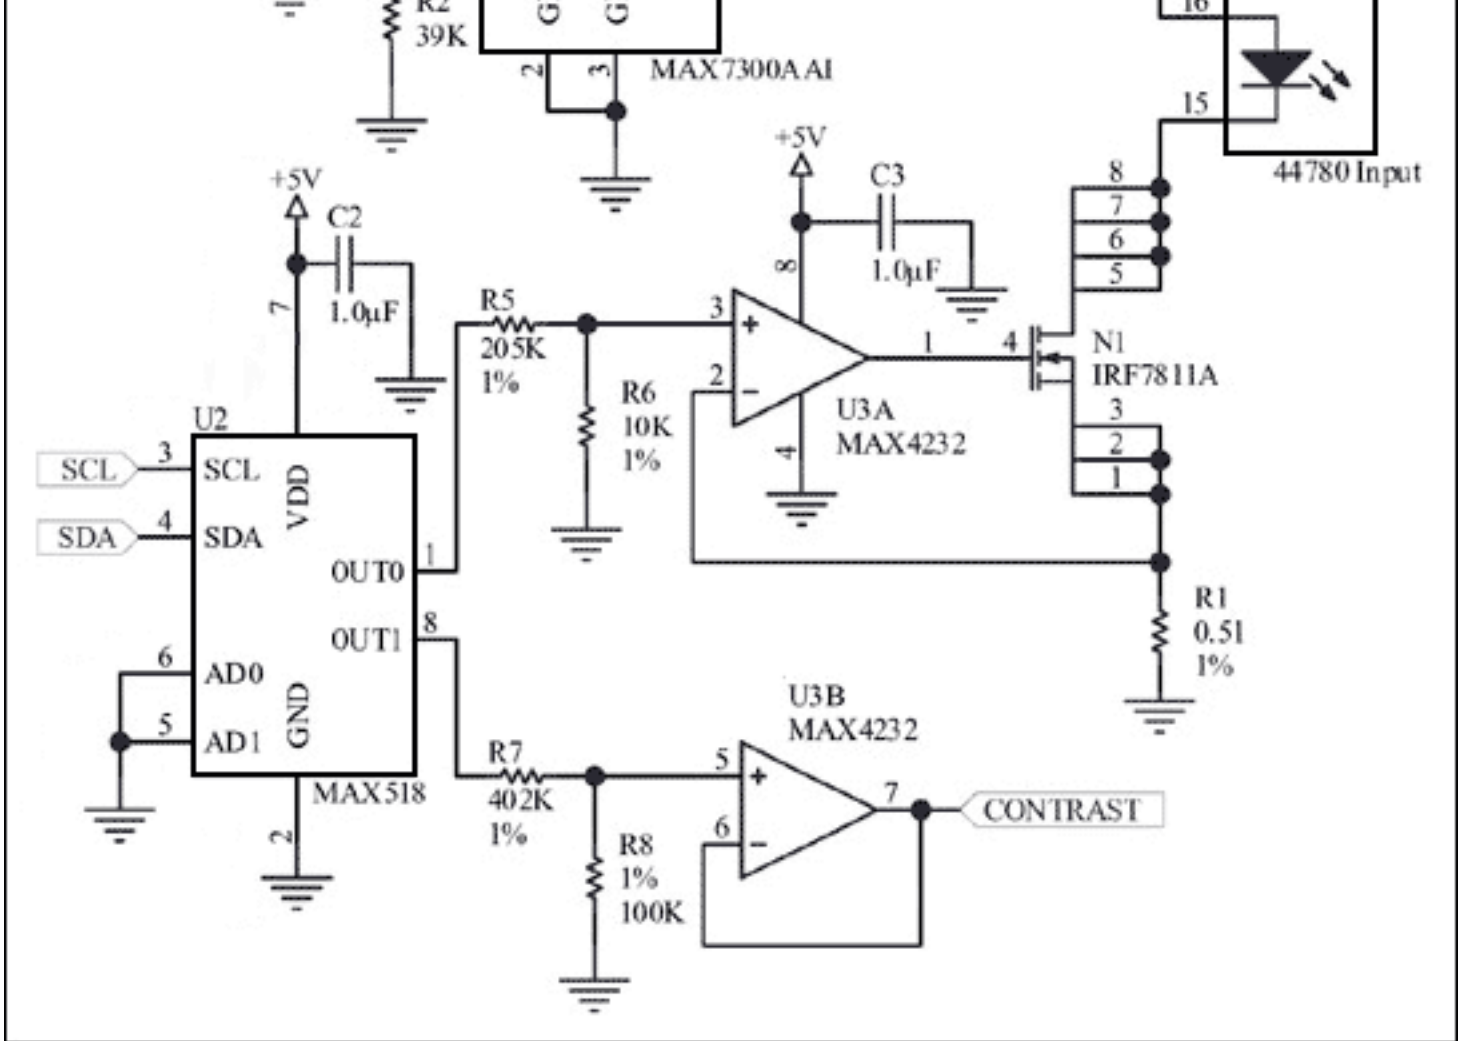 R2
39K
G
G
2
3
MAX7300AAI
16
15
44780 Input
+5V
C2
1.0µF
7
+5V
C3
1.0µF
8
8
7
6
5
R5
205K
1%
R6
10K
1%
3
+
2
−
1
4
U3A
MAX4232
4
N1
IRF7811A
3
2
1
R1
0.51
1%
U2
SCL
3
SCL
SDA
4
SDA
VDD
OUT0
1
OUT1
8
6
AD0
5
AD1
GND
2
MAX518
R7
402K
1%
R8
1%
100K
U3B
MAX4232
5
+
6
−
7
CONTRAST